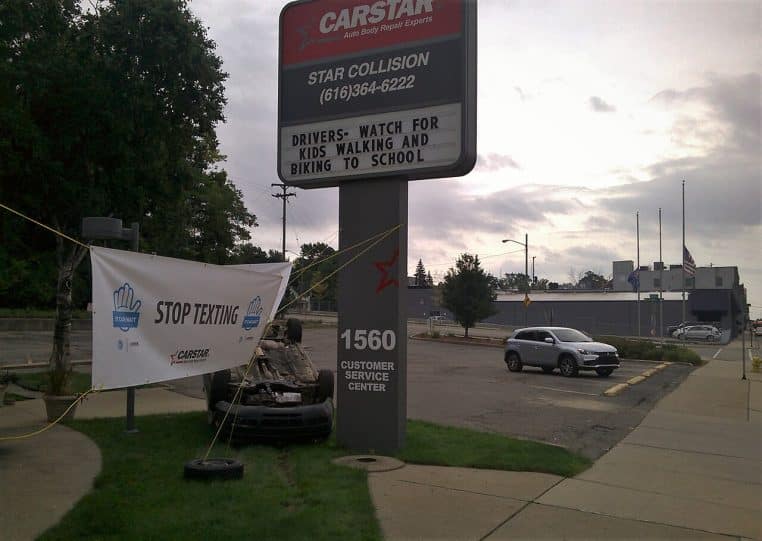 CARSTAR
Auto Body Repair Experts
STAR COLLISION
(616)364-6222
DRIVERS- WATCH FOR
KIDS WALKING AND
BIKING TO SCHOOL
STOP TEXTING
CARSTAR
1560
CUSTOMER
SERVICE
CENTER